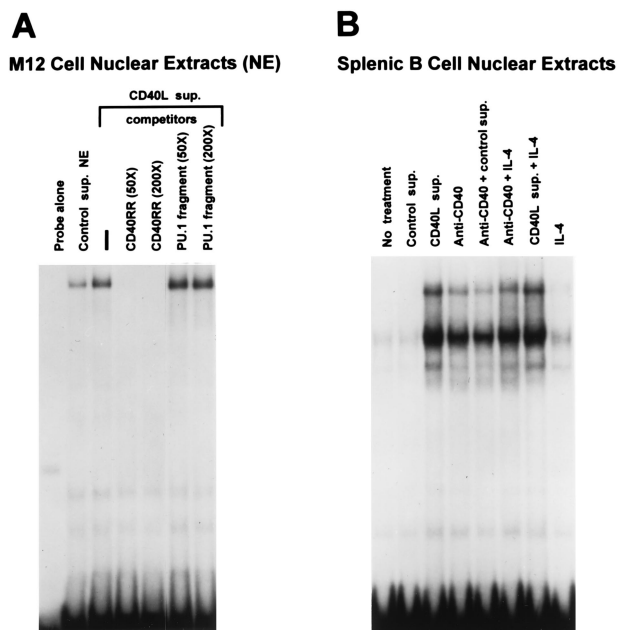 A
M12 Cell Nuclear Extracts (NE)
CD40L sup.
competitors
Probe alone
Control sup. NE
—
CD40RR (50X)
CD40RR (200X)
PU.1 fragment (50X)
PU.1 fragment (200X)
B
Splenic B Cell Nuclear Extracts
No treatment
Control sup.
CD40L sup.
Anti-CD40
Anti-CD40 + control sup.
Anti-CD40 + IL-4
CD40L sup. + IL-4
IL-4